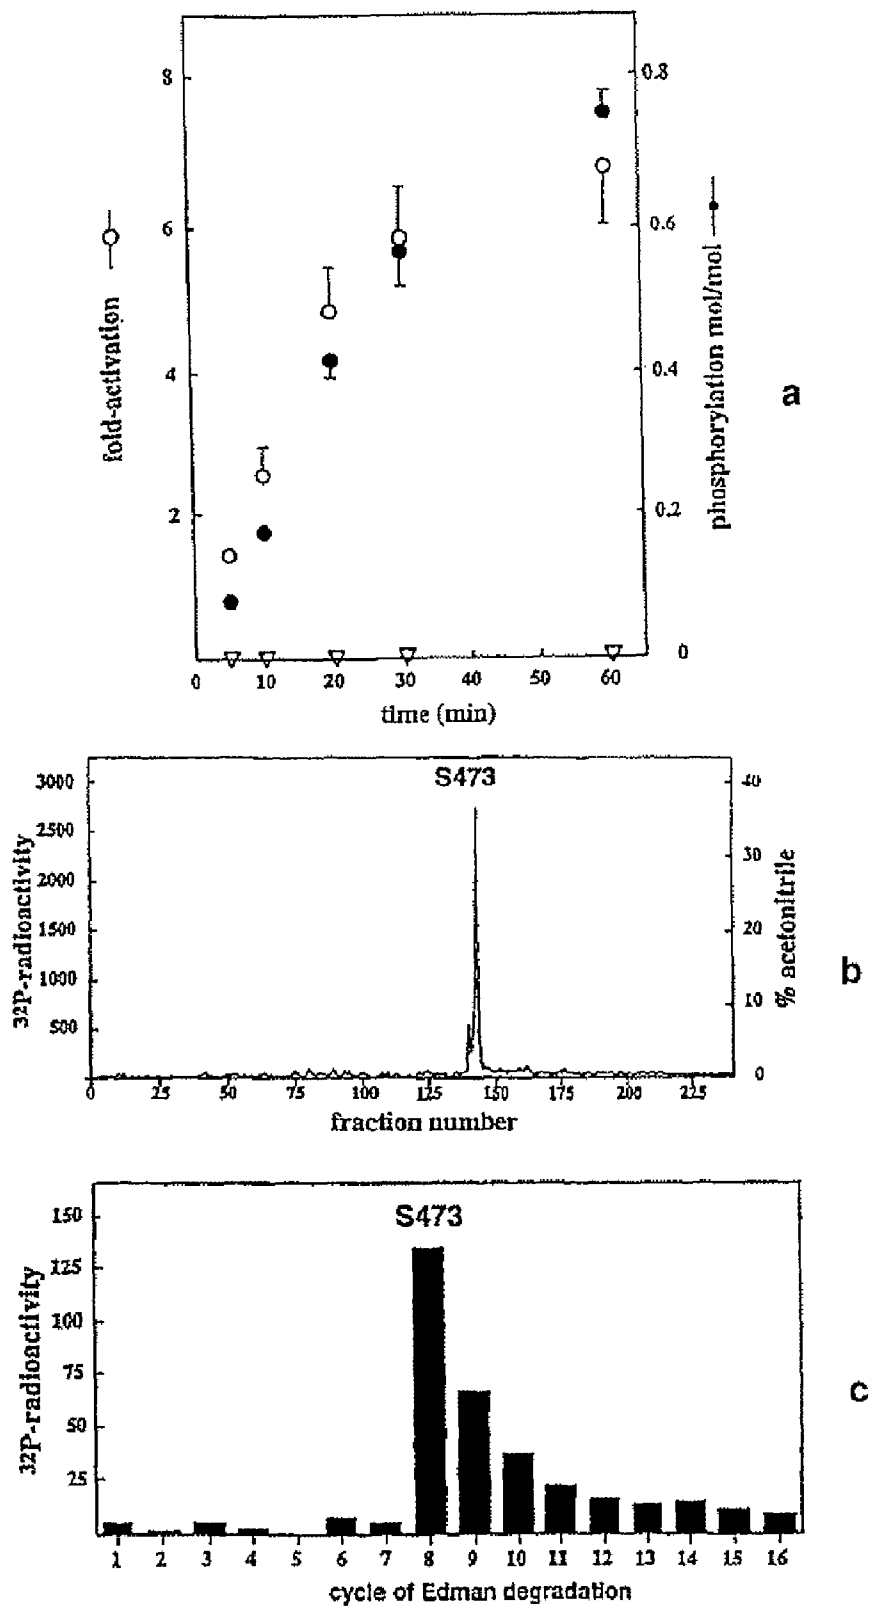 8
6
4
2
fold-activation
0.8
0.6
0.4
0.2
0
phosphorylation mol/mol
a
0 10 20 30 40 50 60
time (min)
S473
3000
2500
2000
1500
1000
500
32P-radioactivity
40
30
20
10
0
% acetonitrile
b
0 25 50 75 100 125 150 175 200 225
fraction number
S473
150
125
100
75
50
25
32P-radioactivity
c
1 2 3 4 5 6 7 8 9 10 11 12 13 14 15 16
cycle of Edman degradation